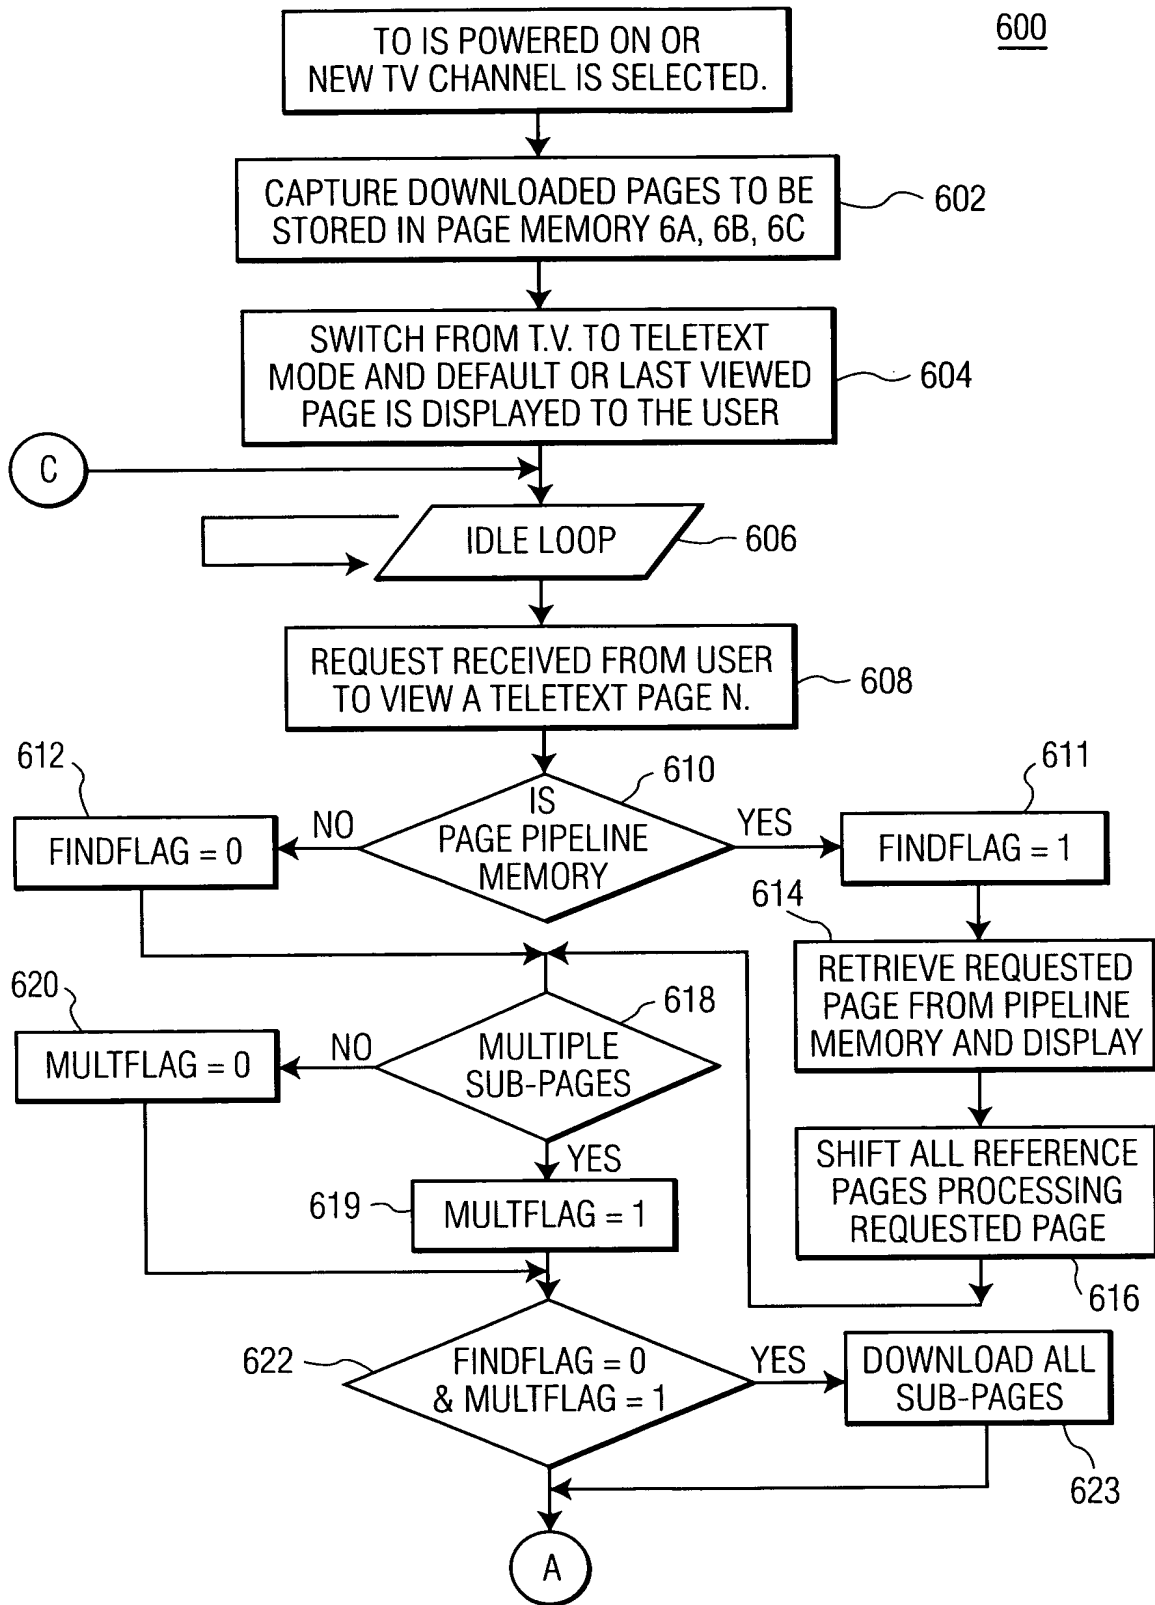 600
TO IS POWERED ON OR
NEW TV CHANNEL IS SELECTED.
CAPTURE DOWNLOADED PAGES TO BE
STORED IN PAGE MEMORY 6A, 6B, 6C
602
SWITCH FROM T.V. TO TELETEXT
MODE AND DEFAULT OR LAST VIEWED
PAGE IS DISPLAYED TO THE USER
604
C
IDLE LOOP
606
REQUEST RECEIVED FROM USER
TO VIEW A TELETEXT PAGE N.
608
612
610
611
IS
PAGE PIPELINE
MEMORY
NO
YES
FINDFLAG = 0
FINDFLAG = 1
614
RETRIEVE REQUESTED
PAGE FROM PIPELINE
MEMORY AND DISPLAY
620
618
MULTIPLE
SUB-PAGES
NO
MULTFLAG = 0
YES
SHIFT ALL REFERENCE
PAGES PROCESSING
REQUESTED PAGE
616
619
MULTFLAG = 1
622
FINDFLAG = 0
& MULTFLAG = 1
YES
DOWNLOAD ALL
SUB-PAGES
623
A